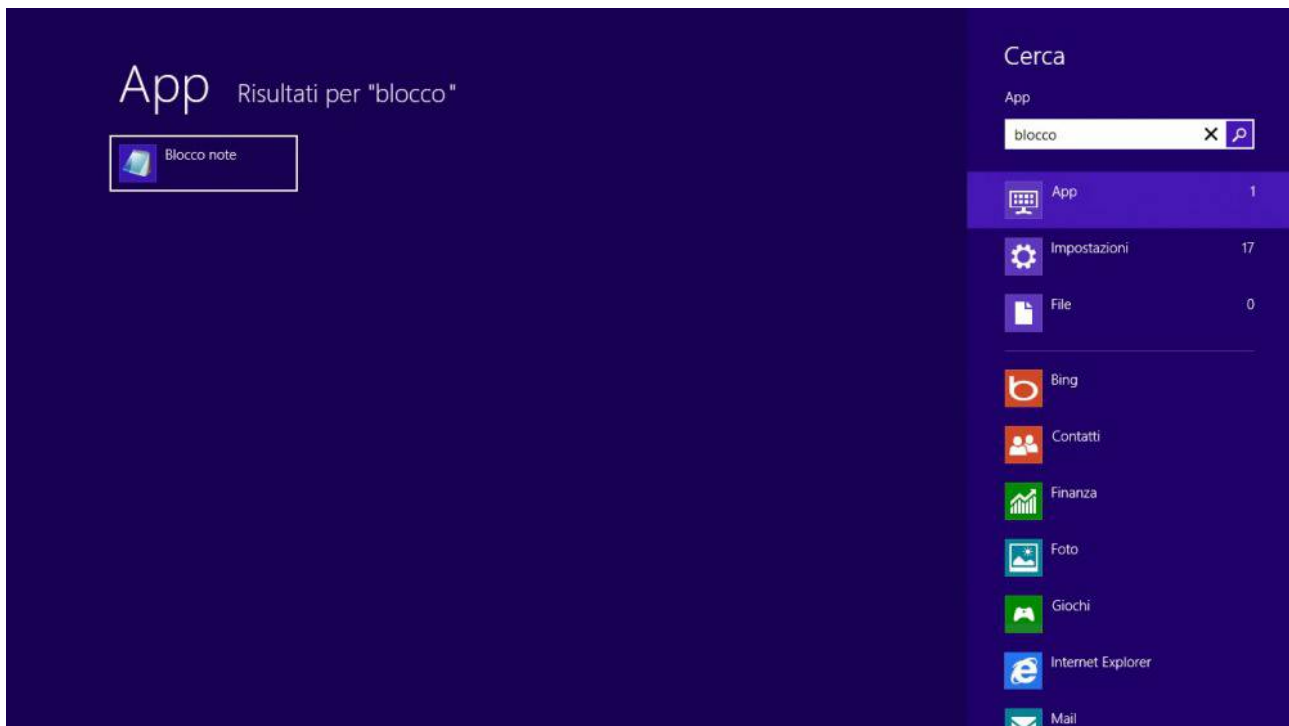 App Risultati per "blocco"
Blocco note
Cerca
App
blocco
App 1
Impostazioni 17
File 0
Bing
Contatti
Finanza
Foto
Giochi
Internet Explorer
Mail